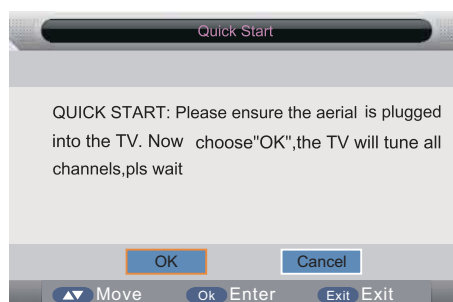 Quick Start
QUICK START: Please ensure the aerial is plugged
into the TV. Now choose"OK",the TV will tune all
channels,pls wait
OK Cancel
Move Ok Enter Exit Exit